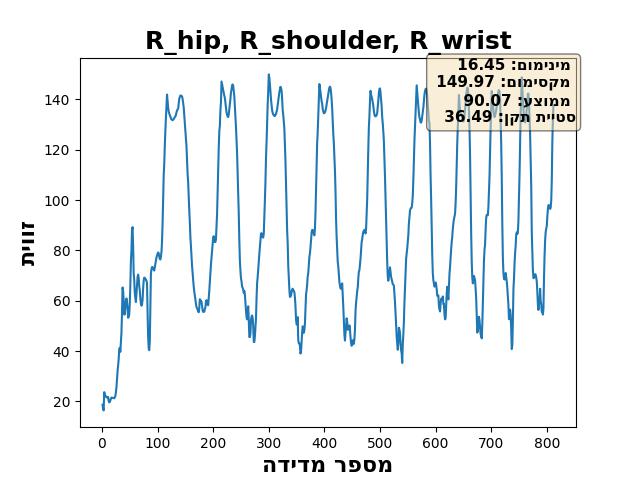 R_hip, R_shoulder, R_wrist
מינימום: 16.45
מקסימום: 149.97
ממוצע: 90.07
סטיית תקן: 36.49
זווית
140
120
100
80
60
40
20
0 100 200 300 400 500 600 700 800
מספר מדידה